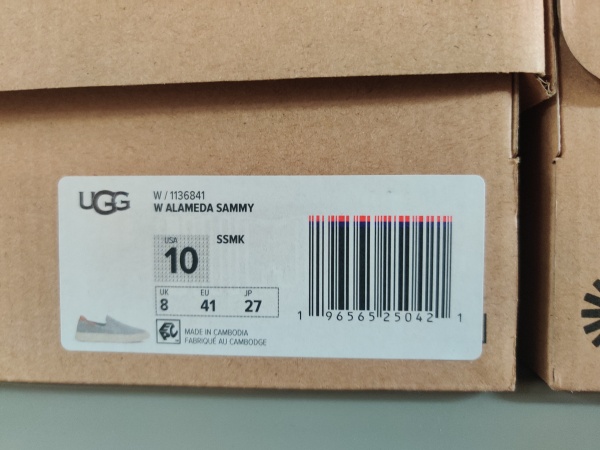 UGG
W / 1136841
W ALAMEDA SAMMY
USA
10
SSMK
UK EU JP
8 41 27
MADE IN CAMBODIA
FABRIQUÉ AU CAMBODGE
1 96565 25042 1